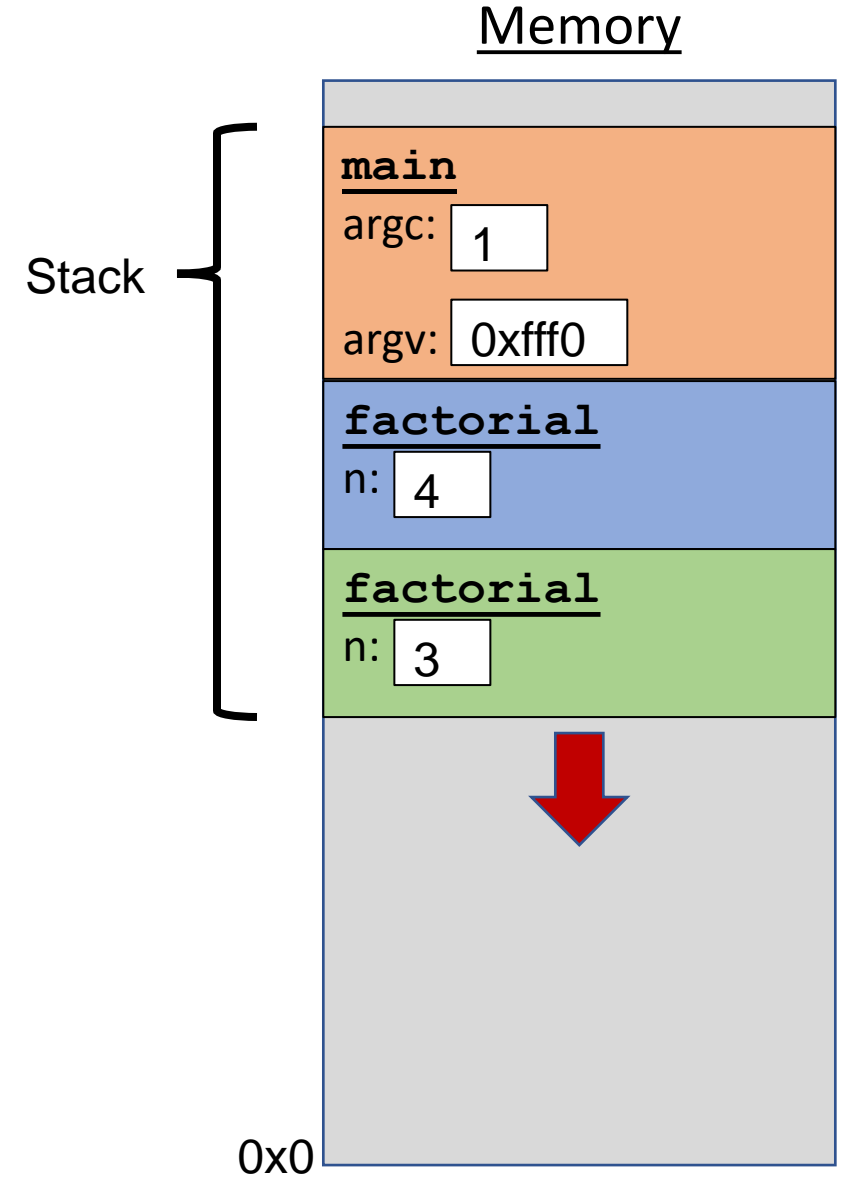 Memory
main
argc: 1
Stack
argv: 0xfff0
factorial
n: 4
factorial
n: 3
0x0